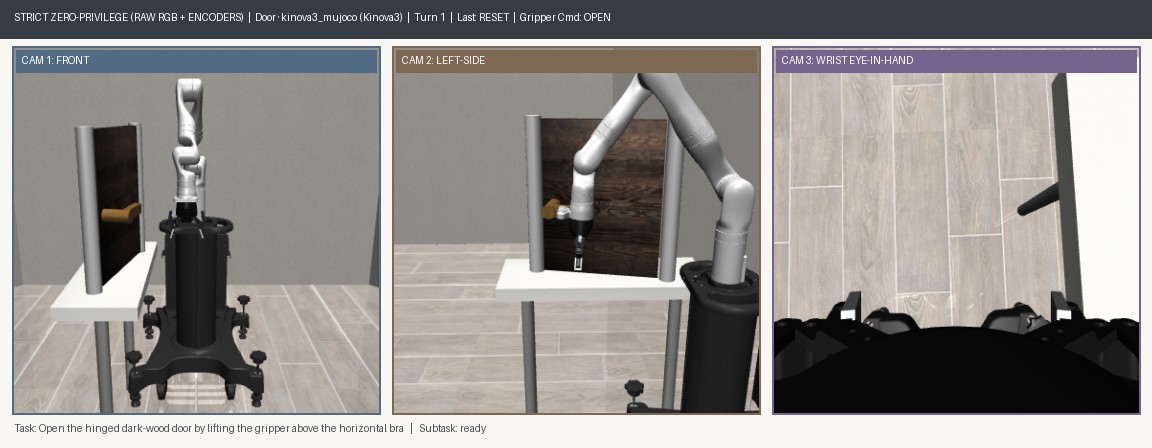 STRICT ZERO-PRIVILEGE (RAW RGB + ENCODERS) | Door · kinova3_mujoco (Kinova3) | Turn 1 | Last RESET | Gripper Cmd: OPEN
CAM 1: FRONT
CAM 2: LEFT-SIDE
CAM 3: WRIST EYE-IN-HAND
Task: Open the hinged dark-wood door by lifting the gripper above the horizontal bra | Subtask: ready